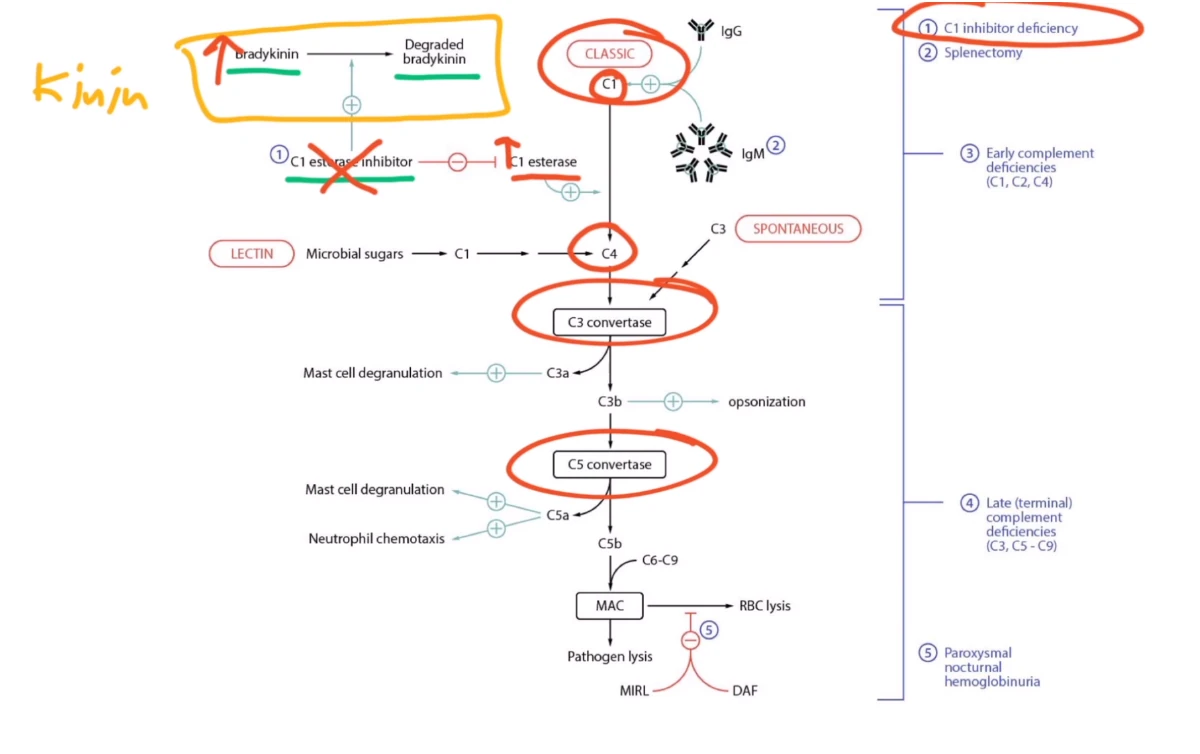 Kinin
Bradykinin
Degraded
bradykinin
CLASSIC
IgG
C1
① C1 inhibitor deficiency
② Splenectomy
① C1 esterase inhibitor
C1 esterase
IgM ②
③ Early complement
deficiencies
(C1, C2, C4)
C3
SPONTANEOUS
LECTIN
Microbial sugars
C1
C4
C3 convertase
Mast cell degranulation
C3a
C3b
opsonization
C5 convertase
Mast cell degranulation
C5a
Neutrophil chemotaxis
④ Late (terminal)
complement
deficiencies
(C3, C5 - C9)
C5b
C6-C9
MAC
RBC lysis
⑤
Pathogen lysis
MIRL
DAF
⑤ Paroxysmal
nocturnal
hemoglobinuria